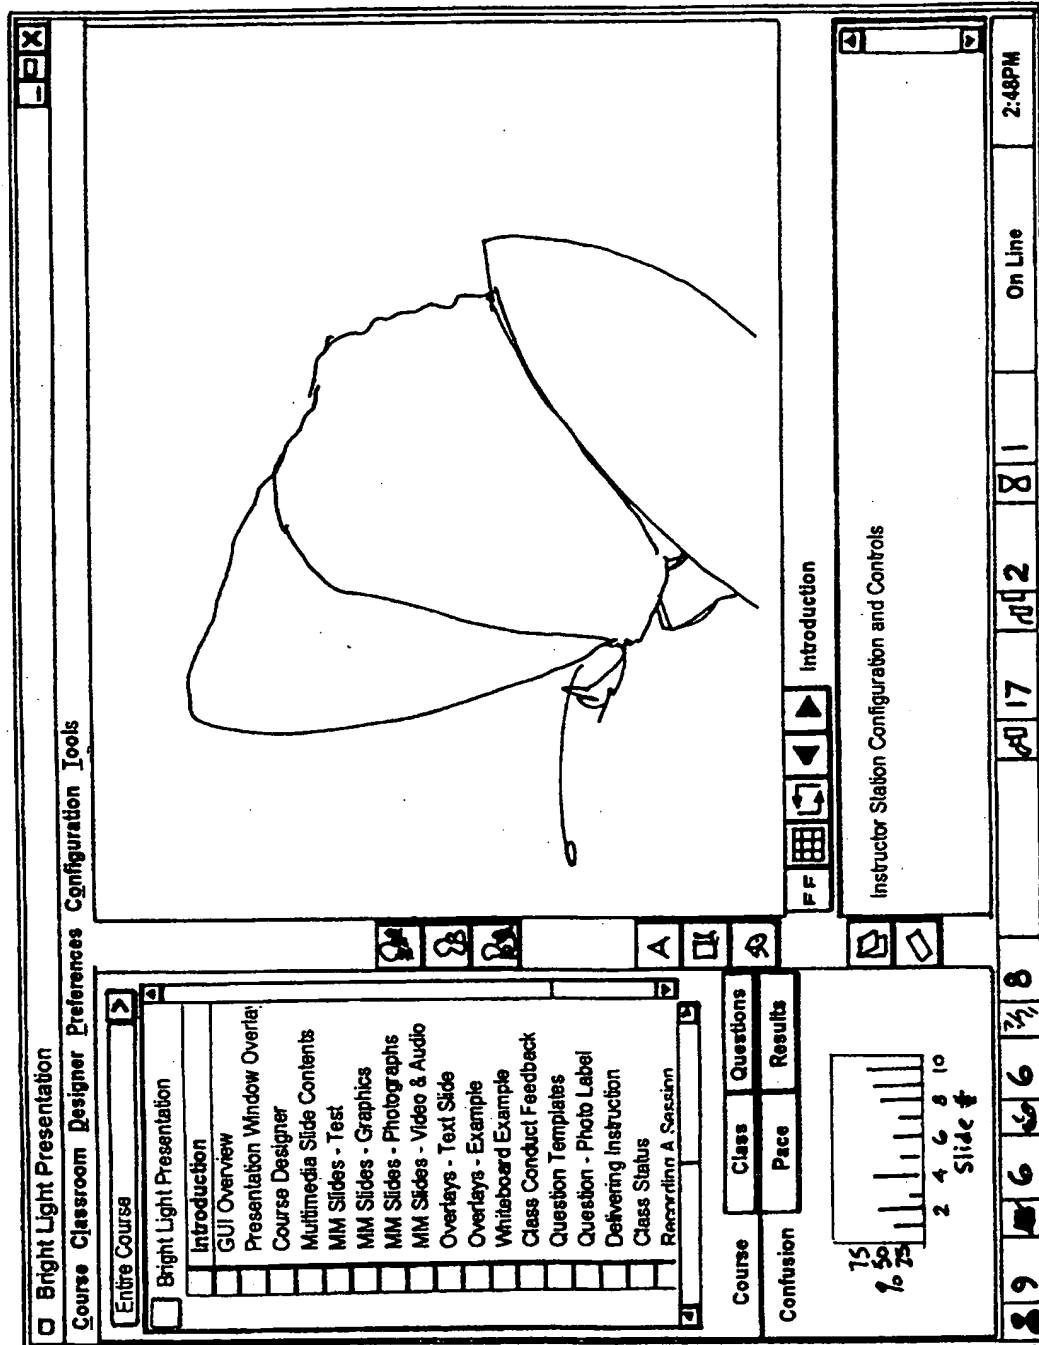 Bright Light Presentation
Course Classroom Designer Preferences Configuration Tools
Entire Course >
Bright Light Presentation
Introduction
GUI Overview
Presentation Window Overlay
Course Designer
Multimedia Slide Contents
MM Slides - Test
MM Slides - Graphics
MM Slides - Photographs
MM Slides - Video & Audio
Overlays - Text Slide
Overlays - Example
Whiteboard Example
Class Conduct Feedback
Question Templates
Question - Photo Label
Delivering Instruction
Class Status
Recording A Session
A
FF Introduction
Course Class Questions
Confusion Pace Results
75
% 50
25
2 4 6 8 10
Slide #
Instructor Station Configuration and Controls
9 6 6 8 17 2 1 On Line 2:48PM